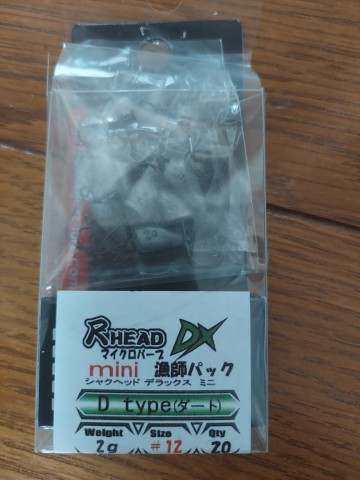 2g
RHEAD DX
マイクロバーブ
mini 漁師パック
シャクヘッド デラックス ミニ
D type(ダート)
Weight Size Qty
2g #12 20